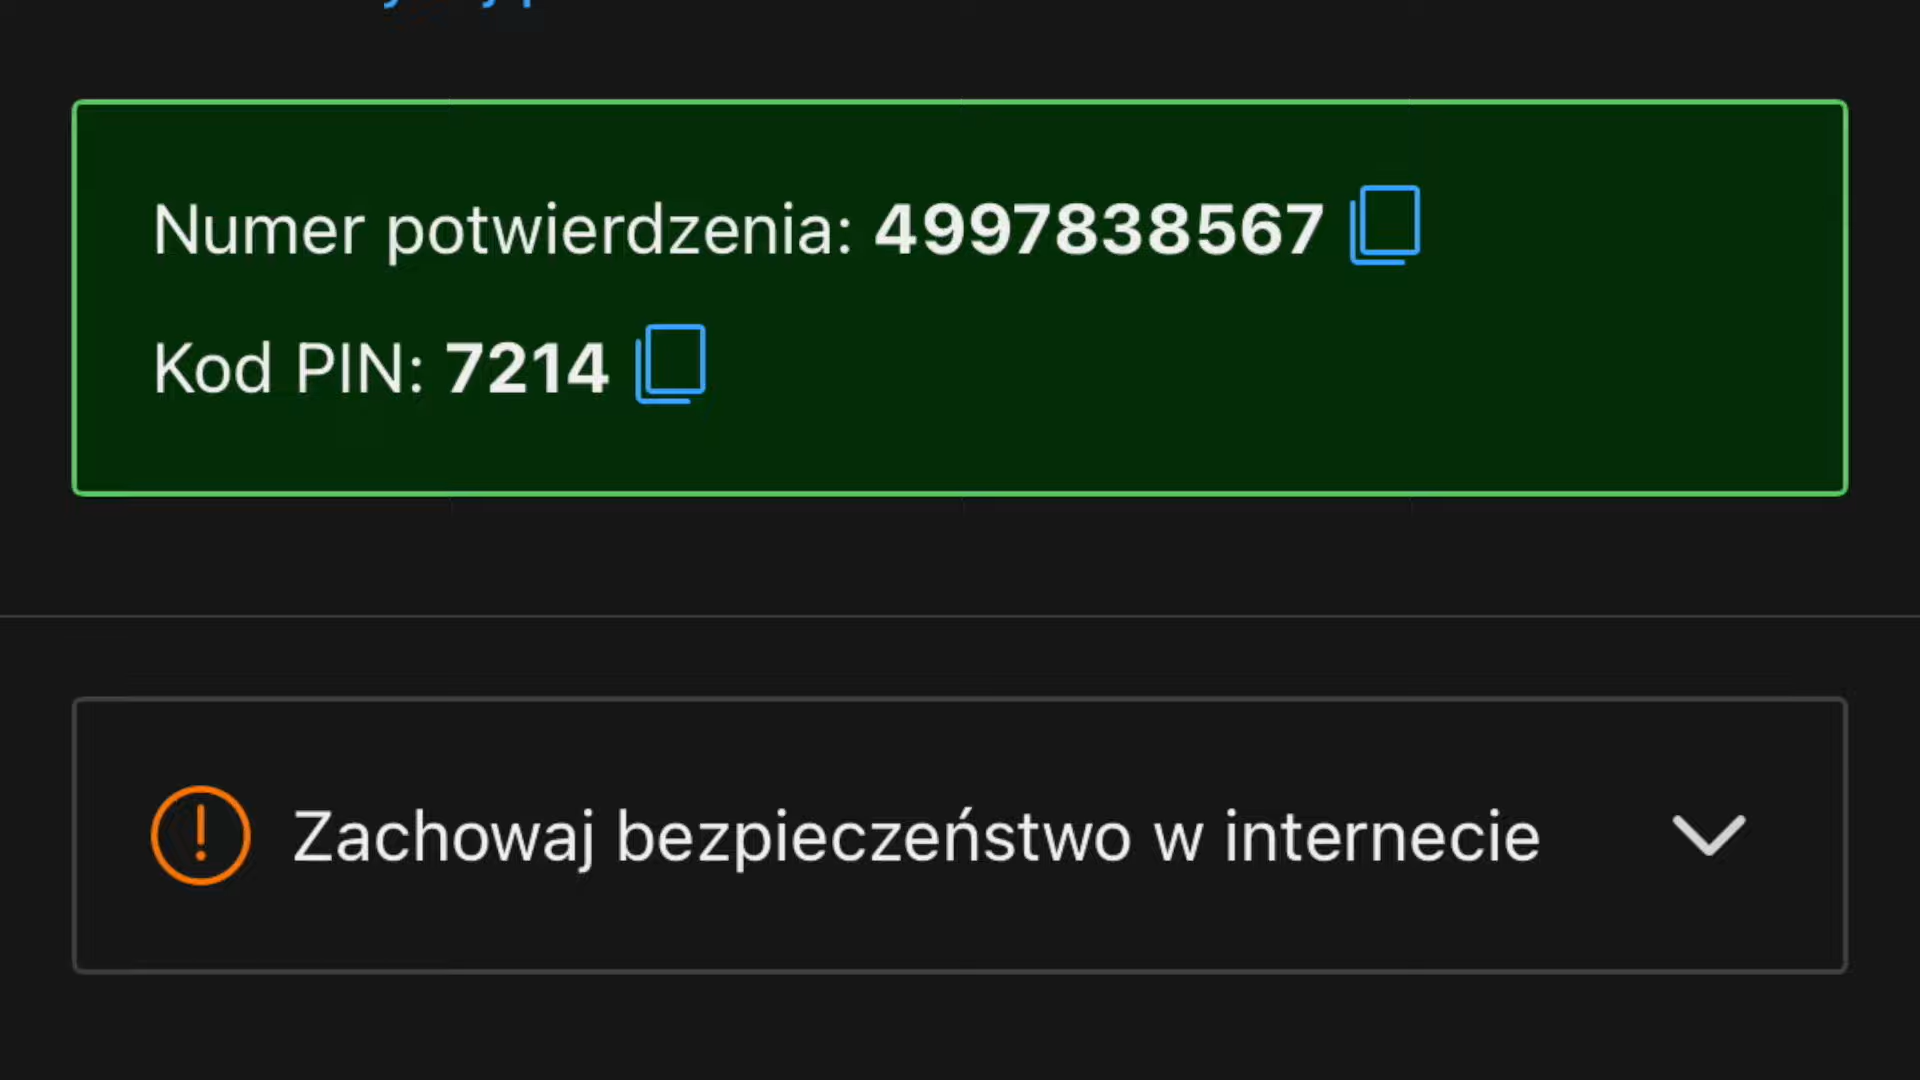 Numer potwierdzenia: 4997838567
Kod PIN: 7214
Zachowaj bezpieczeństwo w internecie